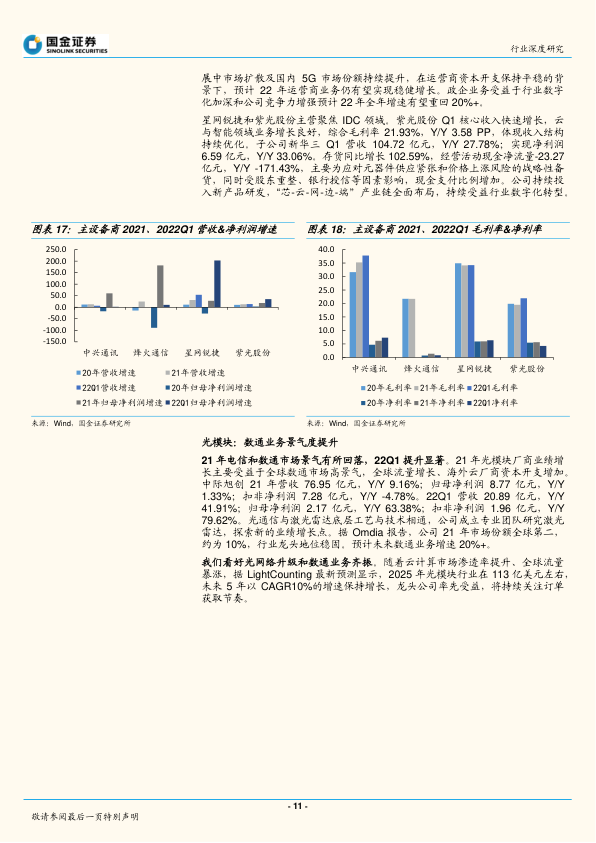 国金证券
SINOLINK SECURITIES
行业深度研究
展中市场扩散及国内 5G 市场份额持续提升，在运营商资本开支保持平稳的背
景下，预计 22 年运营商业务仍有望实现稳健增长。政企业务受益于行业数字
化加深和公司竞争力增强预计 22 年全年增速有望重回 20%+。
星网锐捷和紫光股份主营聚焦 IDC 领域。紫光股份 Q1 核心收入快速增长，云
与智能领域业务增长良好，综合毛利率 21.93%，Y/Y 3.58 PP，体现收入结构
持续优化。子公司新华三 Q1 营收 104.72 亿元，Y/Y 27.78%；实现净利润
6.59 亿元，Y/Y 33.06%。存货同比增长 102.59%，经营活动现金净流量-23.27
亿元，Y/Y -171.43%，主要为应对元器件供应紧张和价格上涨风险的战略性备
货，同时受股东重整，银行授信等因素影响，现金支付比例增加。公司持续投
入新产品研发，“芯-云-网-边-端”产业链全面布局，持续受益行业数字化转型。
图表 17：主设备商 2021、2022Q1 营收&净利润增速
250.0
200.0
150.0
100.0
50.0
0.0
-50.0
-100.0
-150.0
中兴通讯 烽火通信 星网锐捷 紫光股份
20年营收增速 21年营收增速
22Q1营收增速 20年归母净利润增速
21年归母净利润增速 22Q1归母净利润增速
来源：Wind，国金证券研究所
图表 18：主设备商 2021、2022Q1 毛利率&净利率
40.0
35.0
30.0
25.0
20.0
15.0
10.0
5.0
0.0
中兴通讯 烽火通信 星网锐捷 紫光股份
20年毛利率 21年毛利率 22Q1毛利率
20年净利率 21年净利率 22Q1净利率
来源：Wind，国金证券研究所
光模块：数通业务景气度提升
21 年电信和数通市场景气有所回落，22Q1 提升显著。21 年光模块厂商业绩增
长主要受益于全球数通市场高景气，全球流量增长、海外云厂商资本开支增加。
中际旭创 21 年营收 76.95 亿元，Y/Y 9.16%；归母净利润 8.77 亿元，Y/Y
1.33%；扣非净利润 7.28 亿元，Y/Y -4.78%。22Q1 营收 20.89 亿元，Y/Y
41.91%；归母净利润 2.17 亿元，Y/Y 63.38%；扣非净利润 1.96 亿元，Y/Y
79.62%。光通信与激光雷达底层工艺与技术相通，公司成立专业团队研究激光
雷达，探索新的业绩增长点。据 Omdia 报告，公司 21 年市场份额全球第二，
约为 10%，行业龙头地位稳固。预计未来数通业务增速 20%+。
我们看好光网络升级和数通业务齐振。随着云计算市场渗透率提升、全球流量
暴涨，据 LightCounting 最新预测显示，2025 年光模块行业在 113 亿美元左右，
未来 5 年以 CAGR10%的增速保持增长，龙头公司率先受益，将持续关注订单
获取节奏。
- 11 -
敬请参阅最后一页特别声明